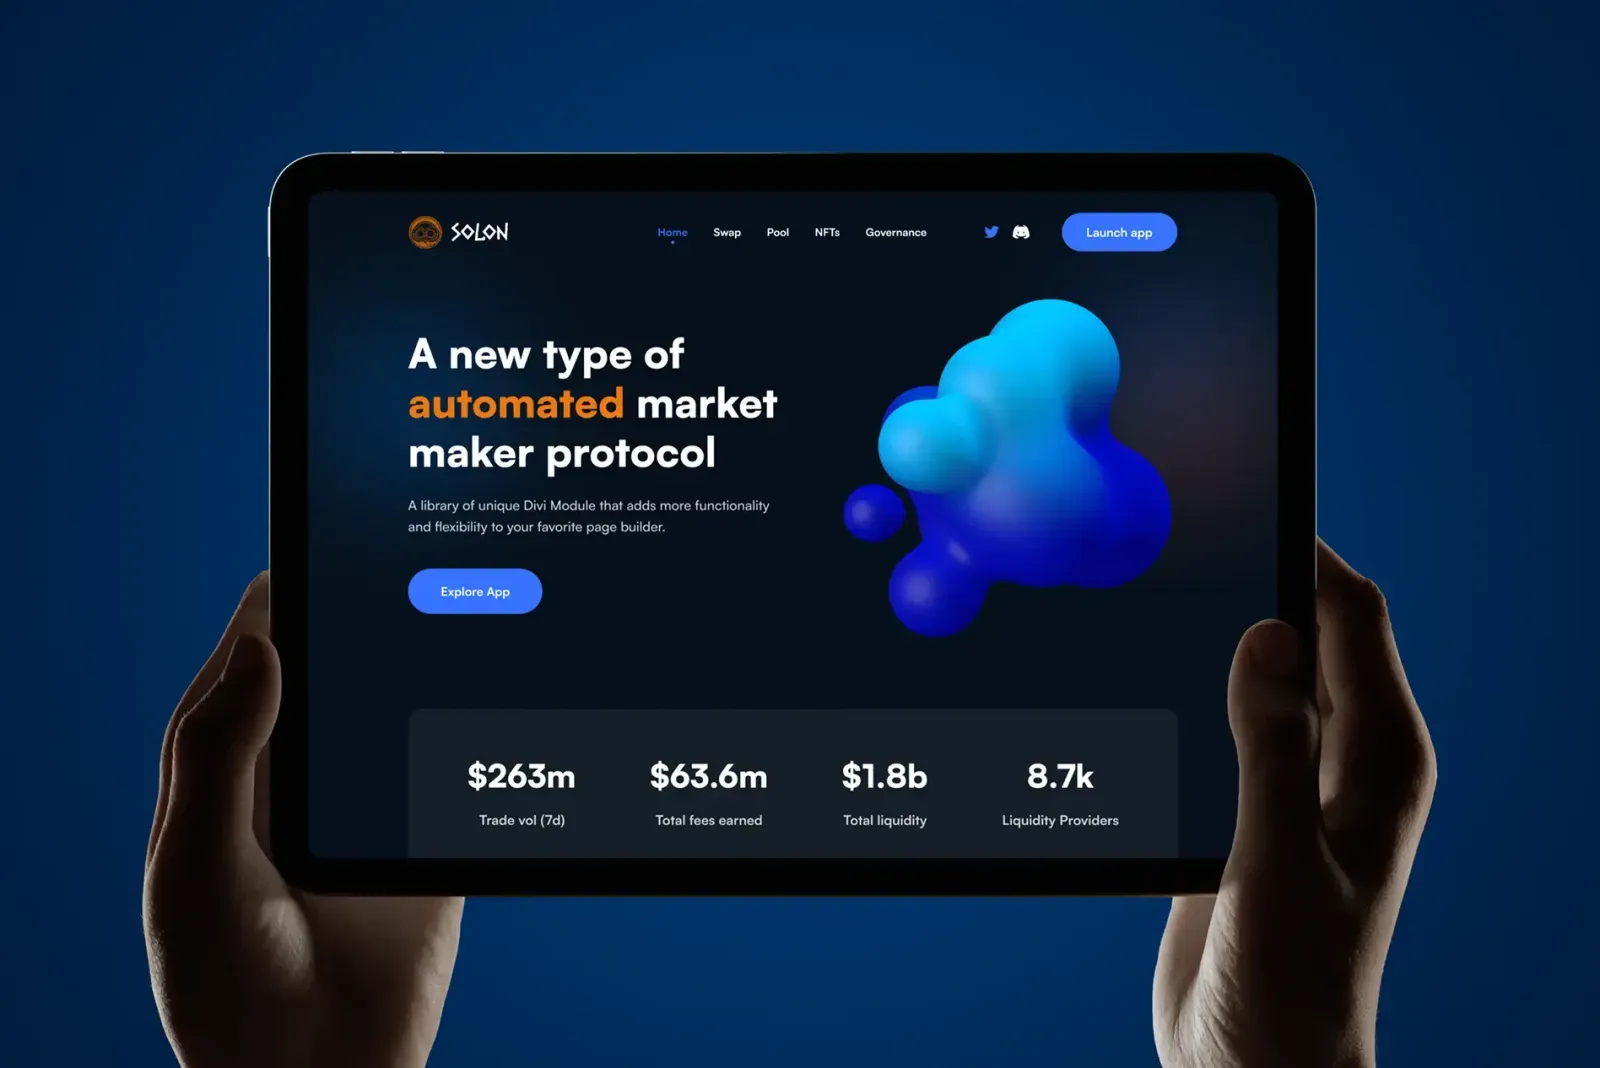 SOLON
Home Swap Pool NFTs Governance Launch app
A new type of
automated market
maker protocol
A library of unique Divi Module that adds more functionality
and flexibility to your favorite page builder.
Explore App
$263m $63.6m $1.8b 8.7k
Trade vol (7d) Total fees earned Total liquidity Liquidity Providers